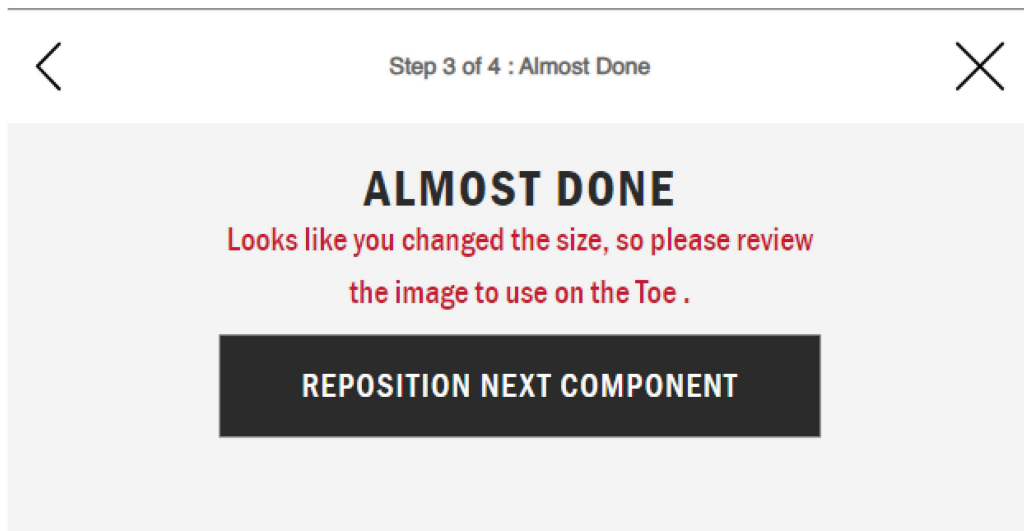 Step 3 of 4 : Almost Done
ALMOST DONE
Looks like you changed the size, so please review
the image to use on the Toe .
REPOSITION NEXT COMPONENT